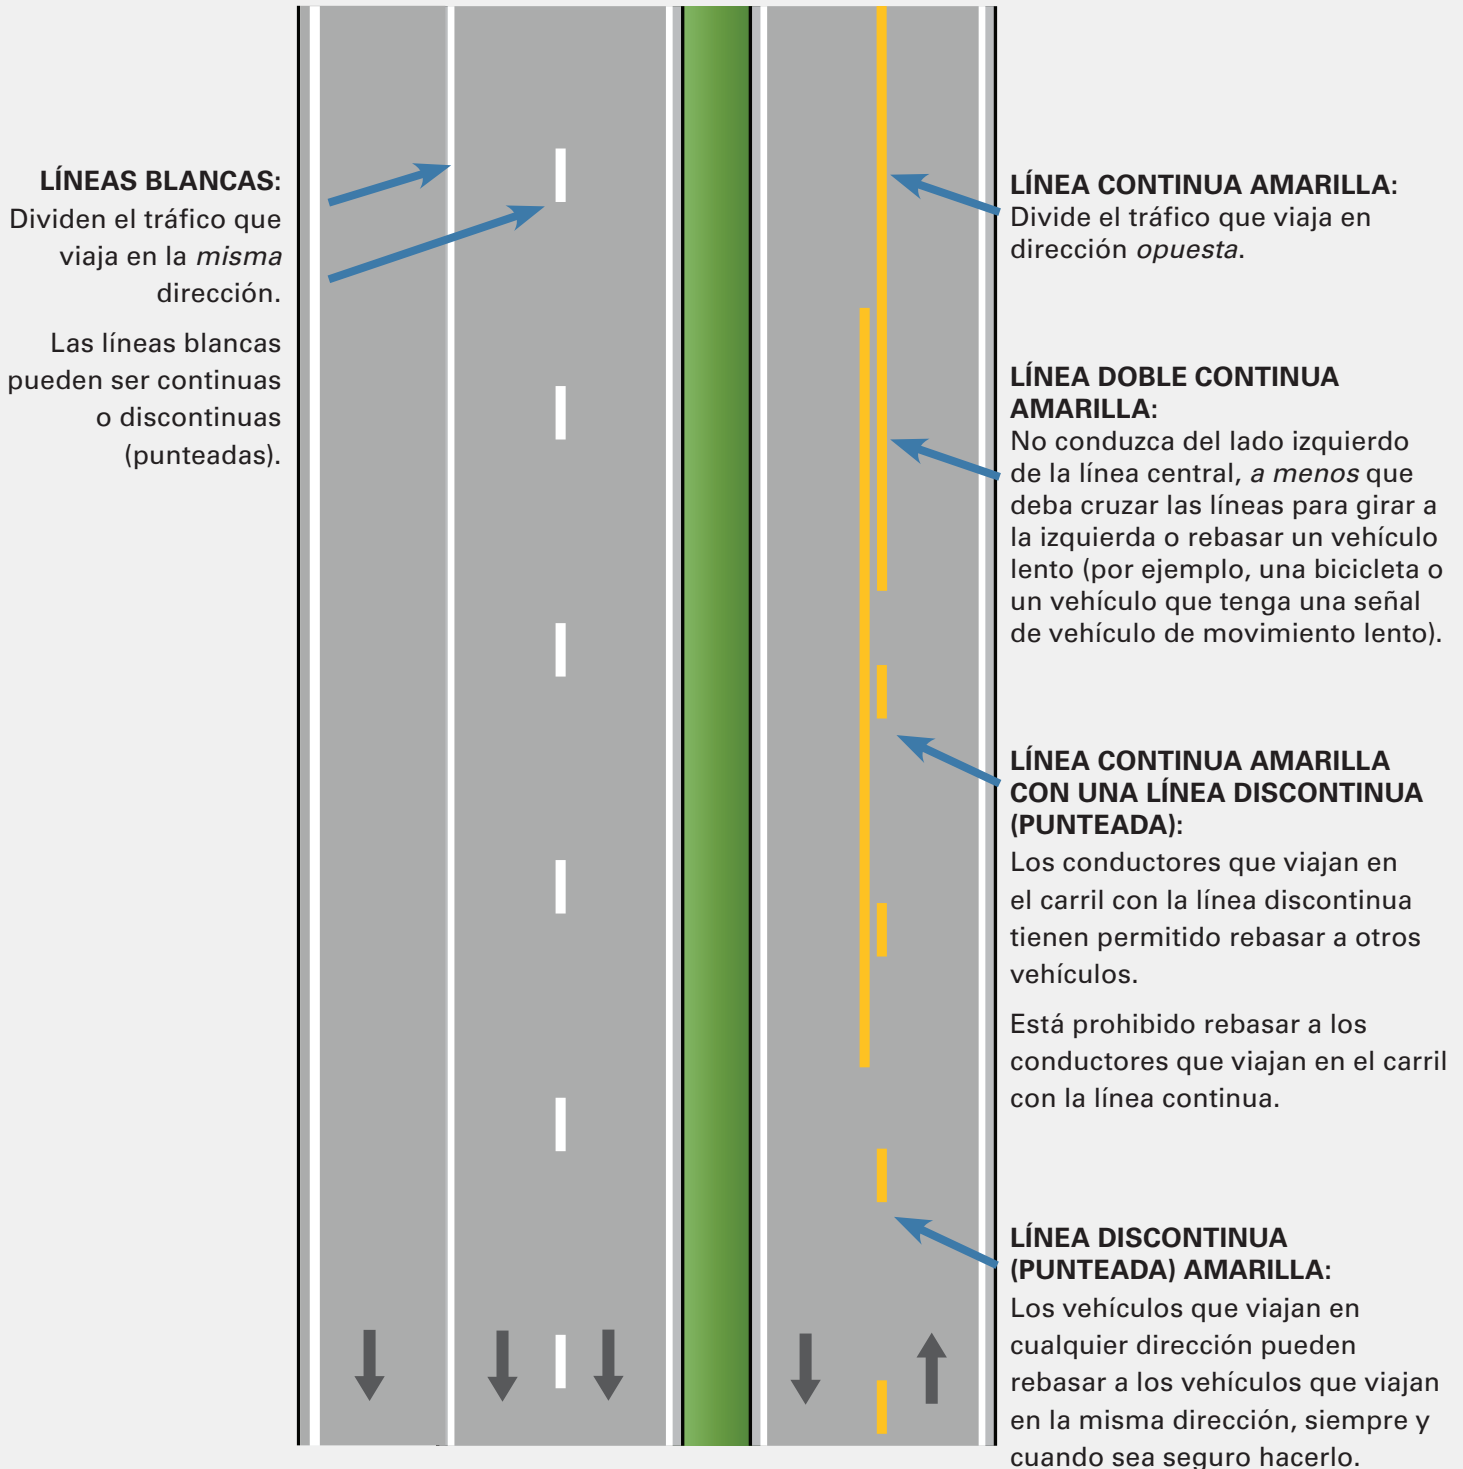 LÍNEAS BLANCAS:
Dividen el tráfico que
viaja en la misma
dirección.
Las líneas blancas
pueden ser continuas
o discontinuas
(punteadas).
LÍNEA CONTINUA AMARILLA:
Divide el tráfico que viaja en
dirección opuesta.
LÍNEA DOBLE CONTINUA
AMARILLA:
No conduzca del lado izquierdo
de la línea central, a menos que
deba cruzar las líneas para girar a
la izquierda o rebasar un vehículo
lento (por ejemplo, una bicicleta o
un vehículo que tenga una señal
de vehículo de movimiento lento).
LÍNEA CONTINUA AMARILLA
CON UNA LÍNEA DISCONTINUA
(PUNTEADA):
Los conductores que viajan en
el carril con la línea discontinua
tienen permitido rebasar a otros
vehículos.
Está prohibido rebasar a los
conductores que viajan en el carril
con la línea continua.
LÍNEA DISCONTINUA
(PUNTEADA) AMARILLA:
Los vehículos que viajan en
cualquier dirección pueden
rebasar a los vehículos que viajan
en la misma dirección, siempre y
cuando sea seguro hacerlo.